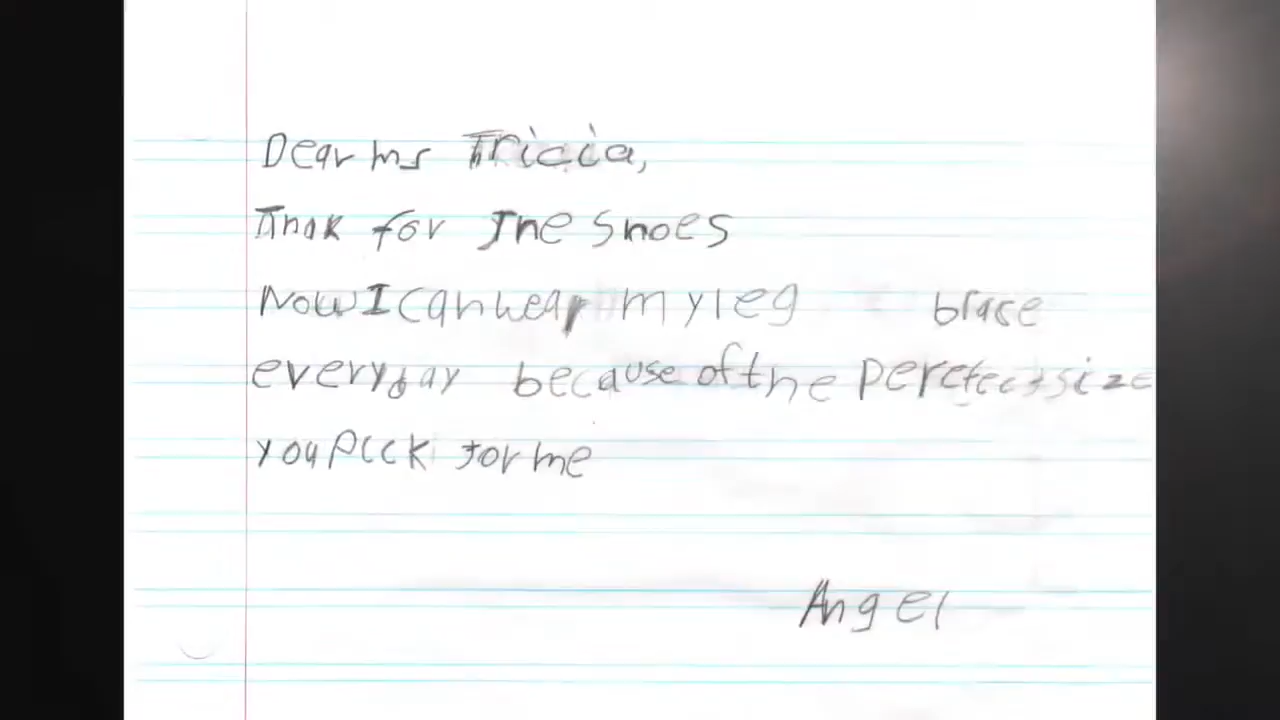 Dear ms Tricia,
Thak for The Shoes
Now I can wear my leg brace
everyday because of the perefect size
you pick for me
Angel